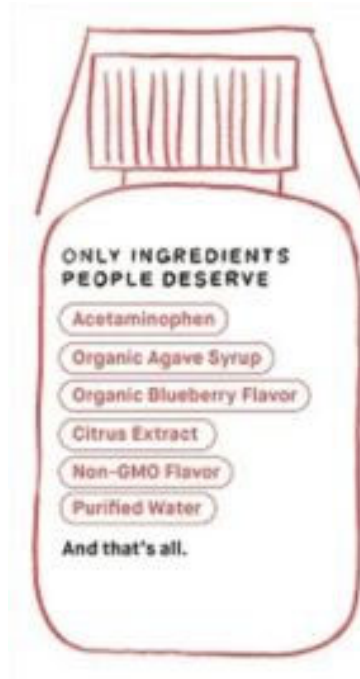 ONLY INGREDIENTS
PEOPLE DESERVE
Acetaminophen
Organic Agave Syrup
Organic Blueberry Flavor
Citrus Extract
Non-GMO Flavor
Purified Water
And that's all.